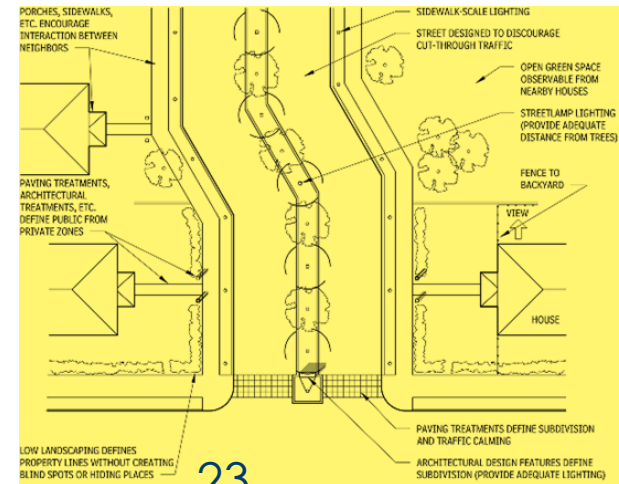 PORCHES, SIDEWALKS,
ETC. ENCOURAGE
INTERACTION BETWEEN
NEIGHBORS
SIDEWALK-SCALE LIGHTING
STREET DESIGNED TO DISCOURAGE
CUT-THROUGH TRAFFIC
OPEN GREEN SPACE
OBSERVABLE FROM
NEARBY HOUSES
STREETLAMP LIGHTING
(PROVIDE ADEQUATE
DISTANCE FROM TREES)
FENCE TO
BACKYARD
PAVING TREATMENTS,
ARCHITECTURAL
TREATMENTS, ETC.
DEFINE PUBLIC FROM
PRIVATE ZONES
VIEW
HOUSE
PAVING TREATMENTS DEFINE SUBDIVISION
AND TRAFFIC CALMING
LOW LANDSCAPING DEFINES
PROPERTY LINES WITHOUT CREATING
BLIND SPOTS OR HIDING PLACES
ARCHITECTURAL DESIGN FEATURES DEFINE
SUBDIVISION (PROVIDE ADEQUATE LIGHTING)
23